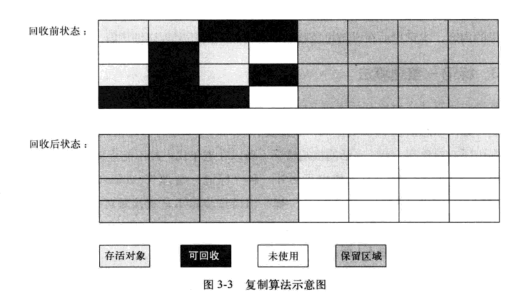 回收前状态：
回收后状态：
存活对象
可回收
未使用
保留区域
图 3-3 复制算法示意图